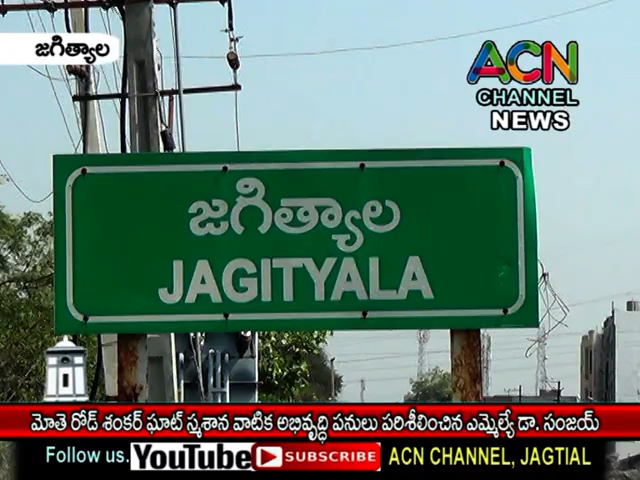 జగిత్యాల
ACN
CHANNEL
NEWS
జగిత్యాల
JAGITYALA
మోతె రోడ్ శంకర్ ఘాట్ స్మశాన వాటిక అభివృద్ధి పనులు పరిశీలించిన ఎమ్మెల్యే డా. సంజయ్
Follow us. YouTube SUBSCRIBE ACN CHANNEL, JAGTIAL